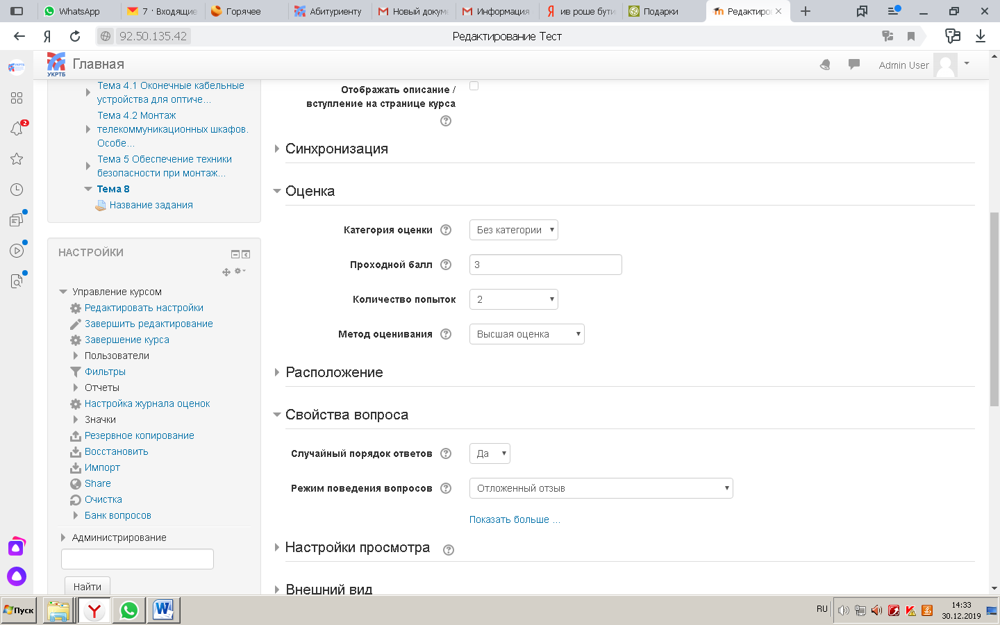 WhatsApp
7 · Входящие
Горячее
Абитуриенту
Новый докум
Информация
ив роше бути
Подарки
Редактиро
92.50.135.42
Редактирование Тест
УКРТБ
Главная
Admin User
2
Тема 4.1 Оконечные кабельные
устройства для оптиче...
Тема 4.2 Монтаж
телекоммуникационных шкафов.
Особе...
Тема 5 Обеспечение техники
безопасности при монтаж...
Тема 8
Название задания
НАСТРОЙКИ
Управление курсом
Редактировать настройки
Завершить редактирование
Завершение курса
Пользователи
Фильтры
Отчеты
Настройка журнала оценок
Значки
Резервное копирование
Восстановить
Импорт
Share
Очистка
Банк вопросов
Администрирование
Найти
Отображать описание /
вступление на странице курса
Синхронизация
Оценка
Категория оценки
Без категории
Проходной балл
3
Количество попыток
2
Метод оценивания
Высшая оценка
Расположение
Свойства вопроса
Случайный порядок ответов
Да
Режим поведения вопросов
Отложенный отзыв
Показать больше ...
Настройки просмотра
Внешний вид
Пуск
RU
14:33
30.12.2019